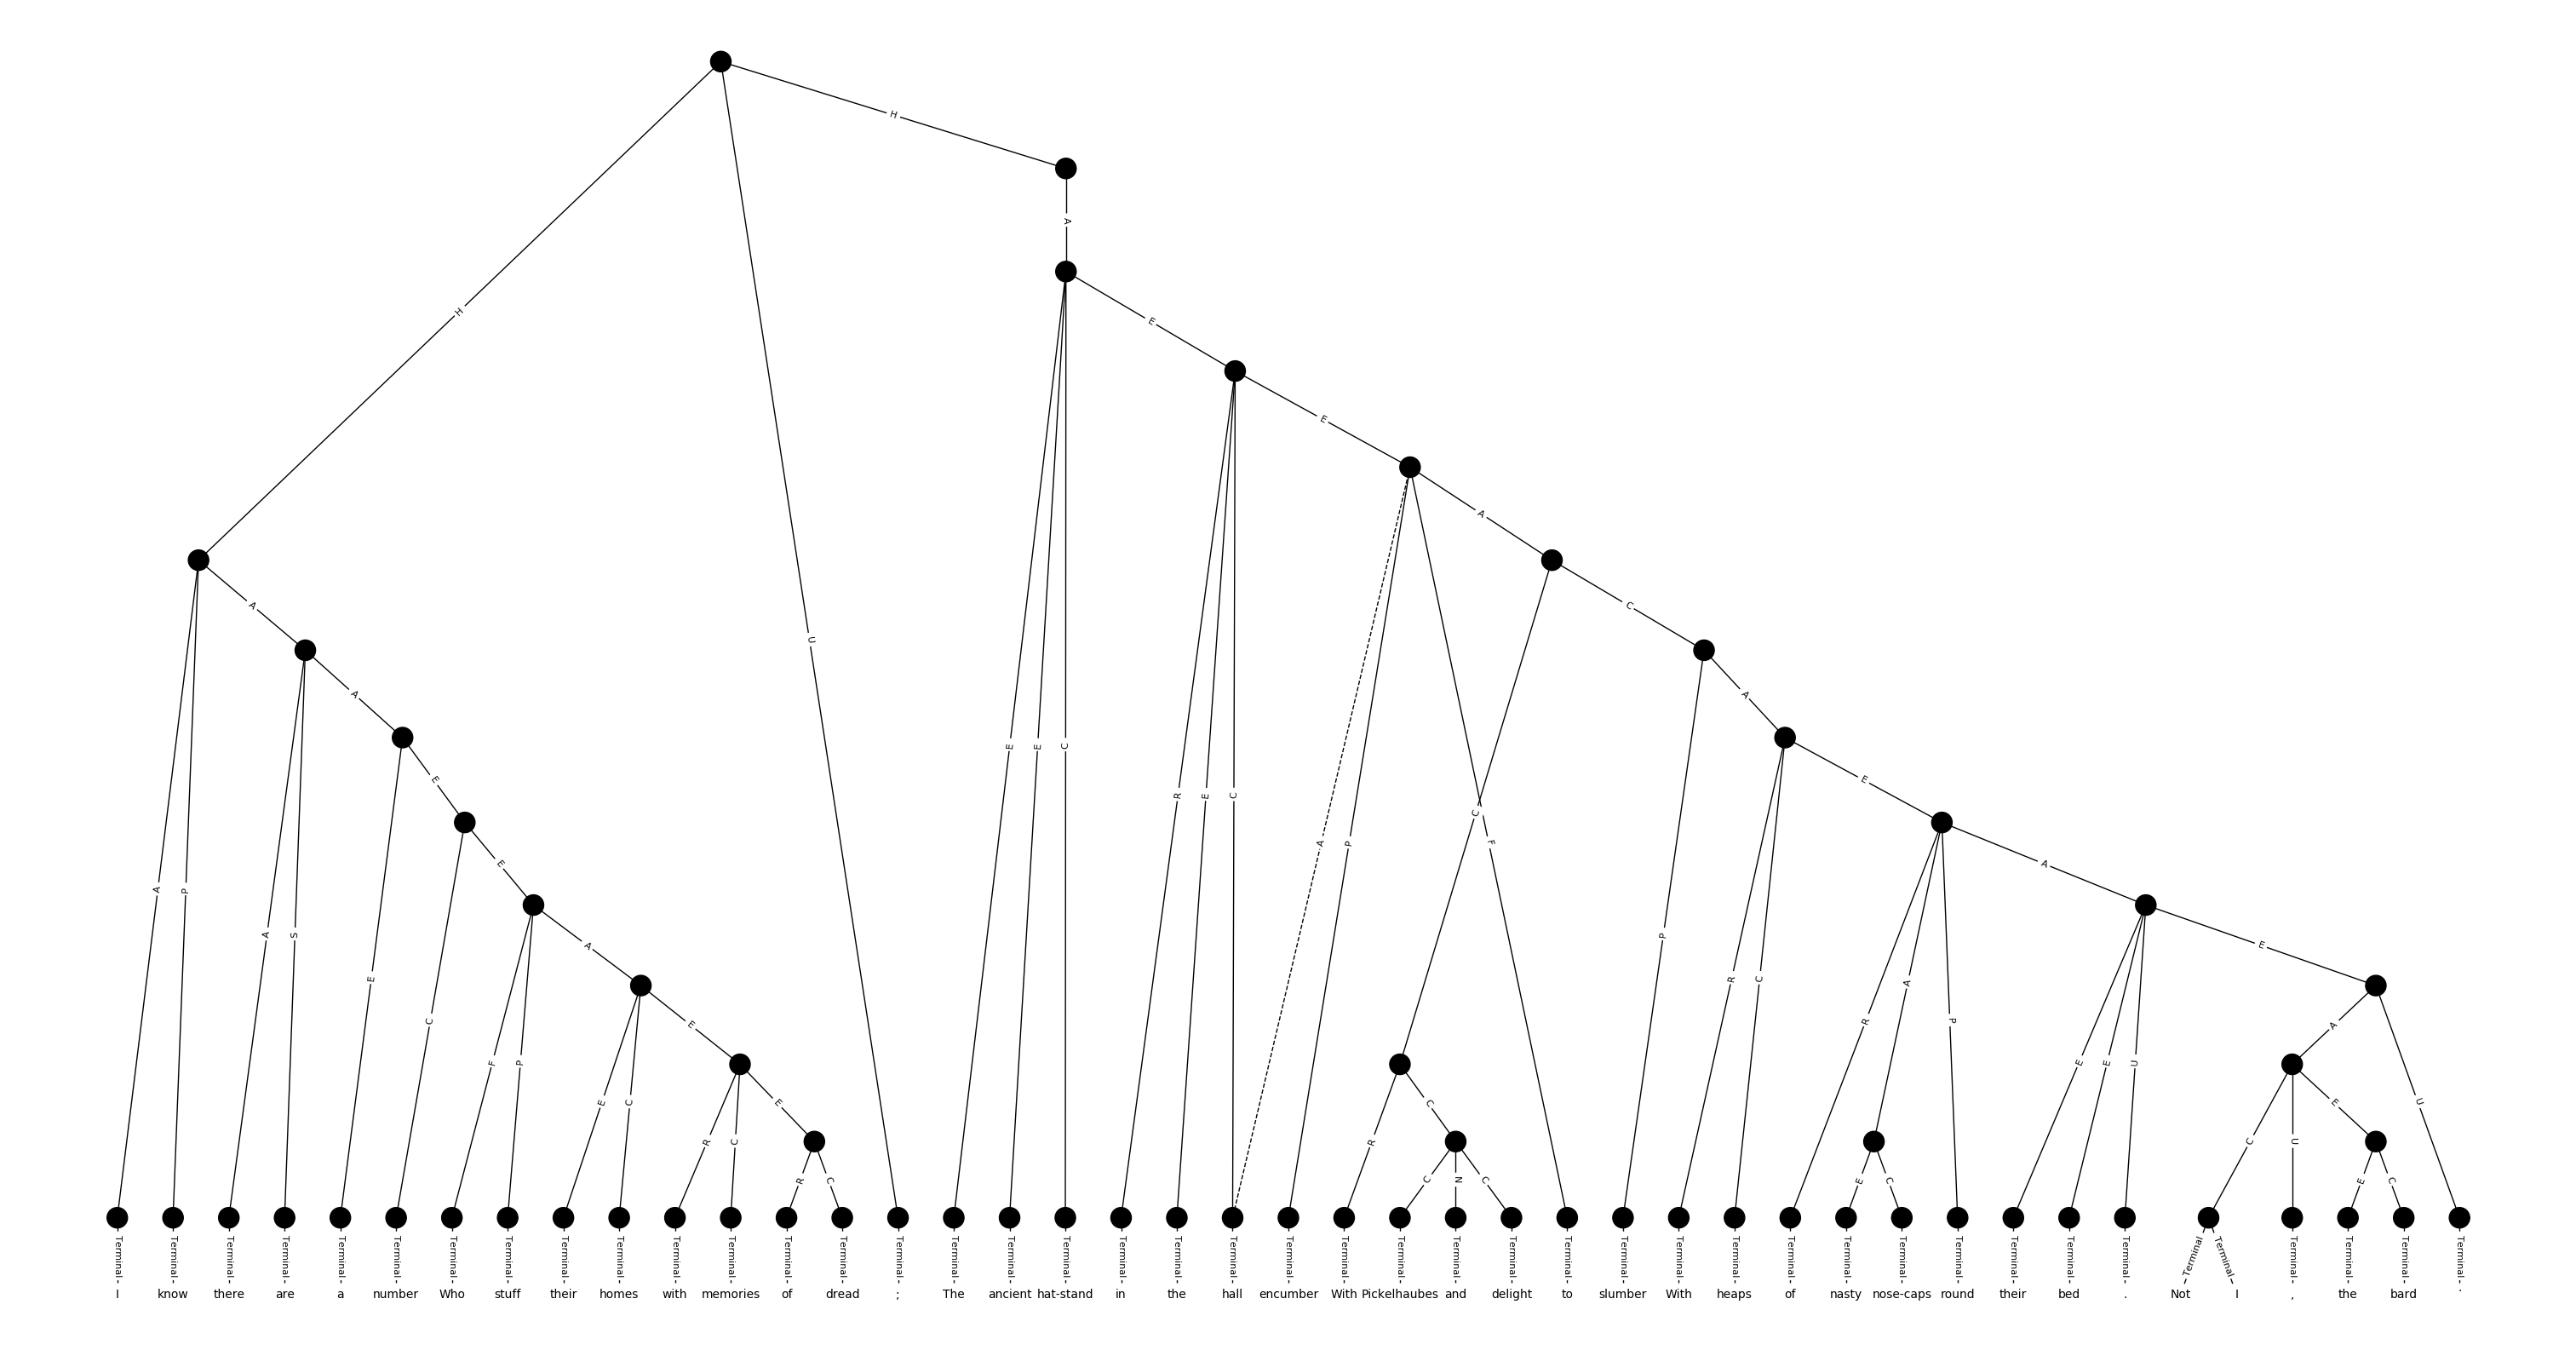 H
H
A
E
H
E
A
A
C
A
A
U
E
E
E
C
E
A
E
E
C
R
E
C
C
A
P
F
A
P
A
S
P
A
E
E
R
C
A
C
R
P
E
A
F
P
E
E
U
E
C
E
C
R
U
R
C
C
U
E
R
C
C
N
C
E
C
E
C
Terminal Terminal Terminal Terminal Terminal Terminal Terminal Terminal Terminal Terminal Terminal Terminal Terminal Terminal Terminal Terminal Terminal Terminal Terminal Terminal Terminal Terminal Terminal Terminal Terminal Terminal Terminal Terminal Terminal Terminal Terminal Terminal Terminal Terminal Terminal Terminal Terminal Terminal Terminal Terminal Terminal Terminal Terminal
I know there are a number Who stuff their homes with memories of dread ; The ancient hat-stand in the hall encumber With Pickelhaubes and delight to slumber With heaps of nasty nose-caps round their bed . Not I , the bard .